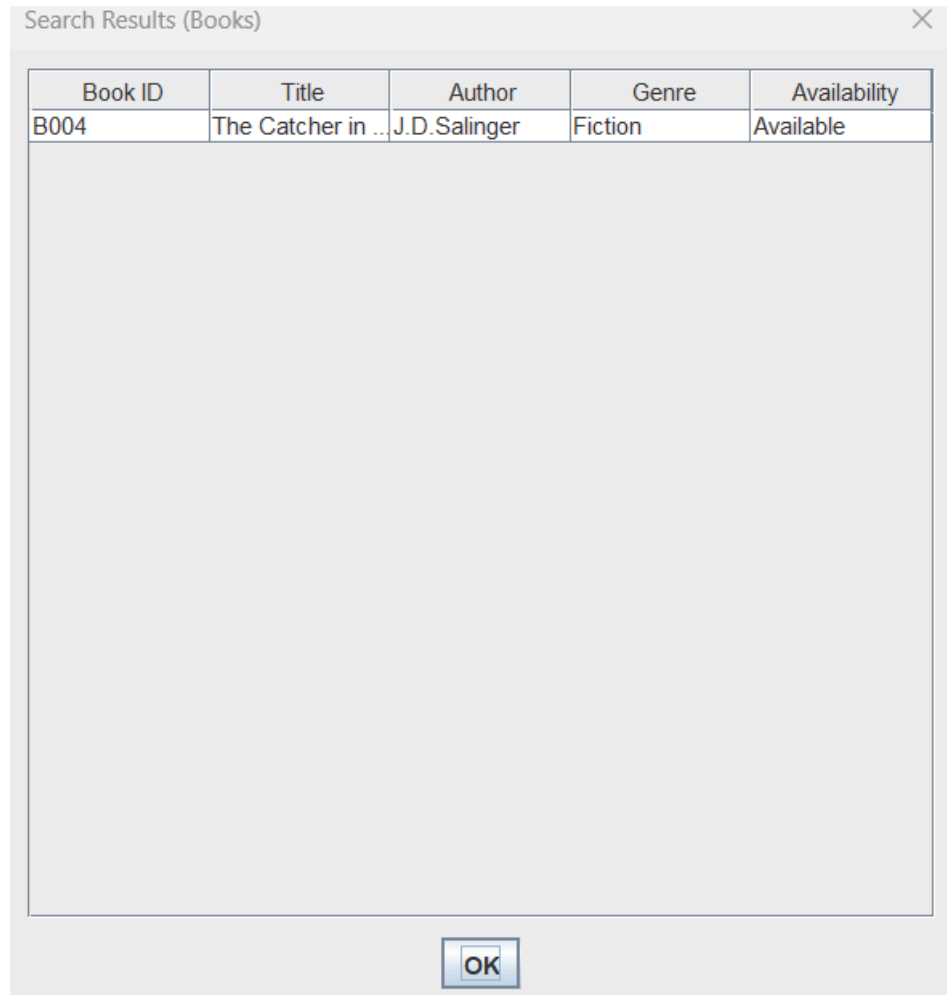 Search Results (Books)
Book ID Title Author Genre Availability
B004 The Catcher in ... J.D.Salinger Fiction Available
OK